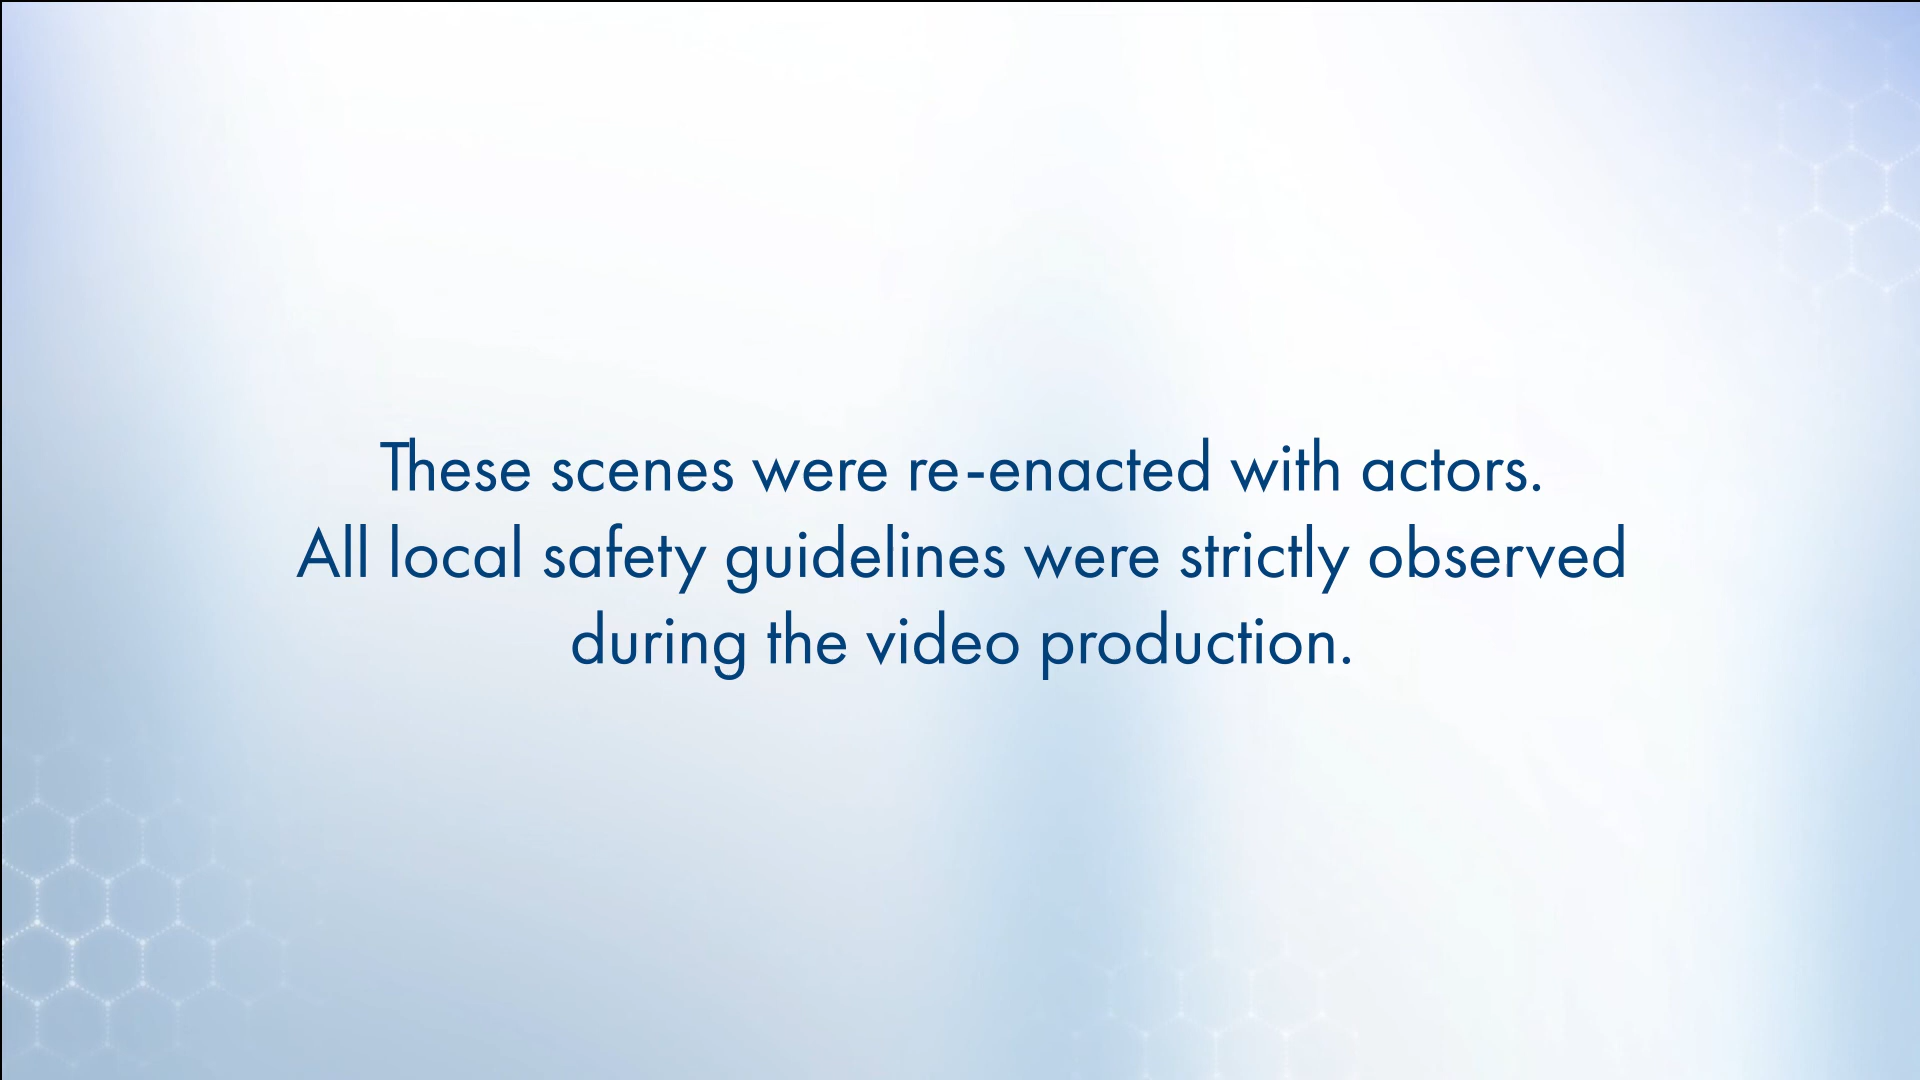 These scenes were re-enacted with actors.
All local safety guidelines were strictly observed
during the video production.